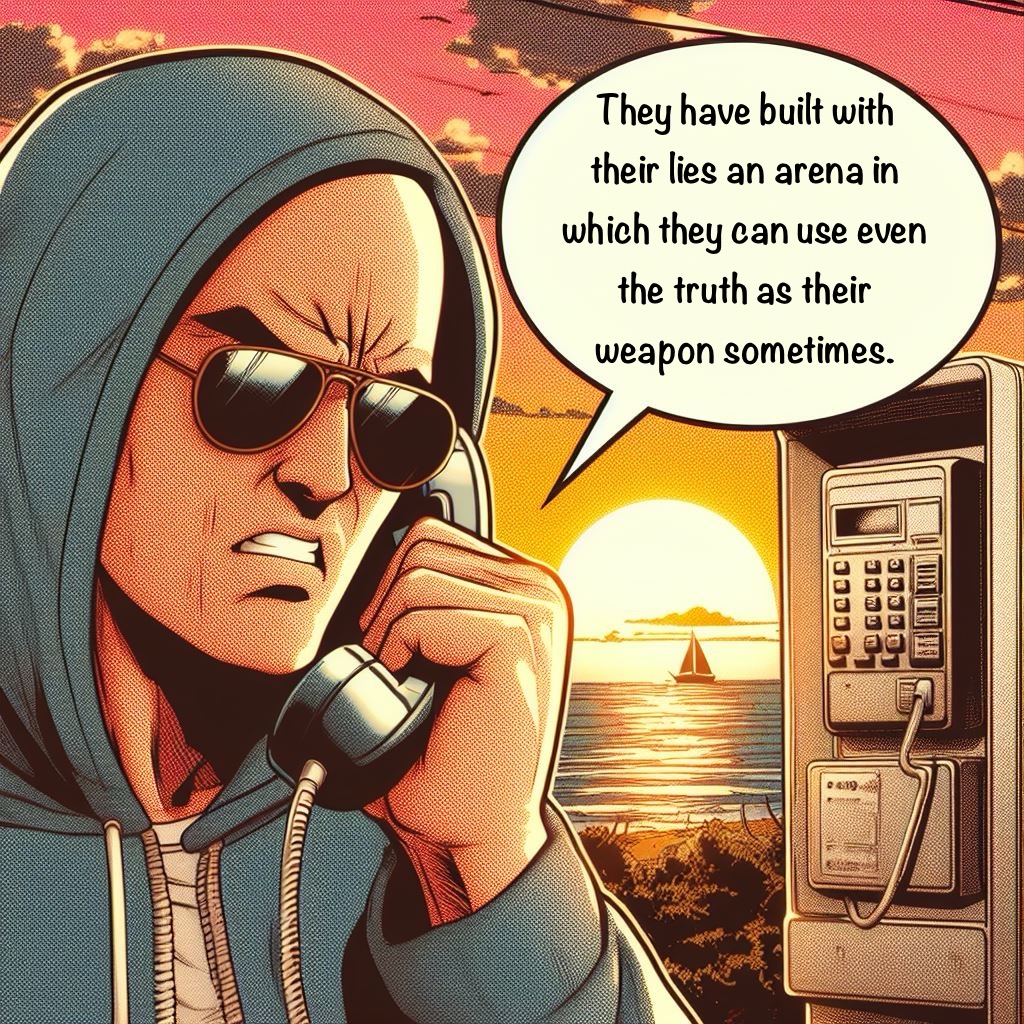 They have built with
their lies an arena in
which they can use even
the truth as their
weapon sometimes.